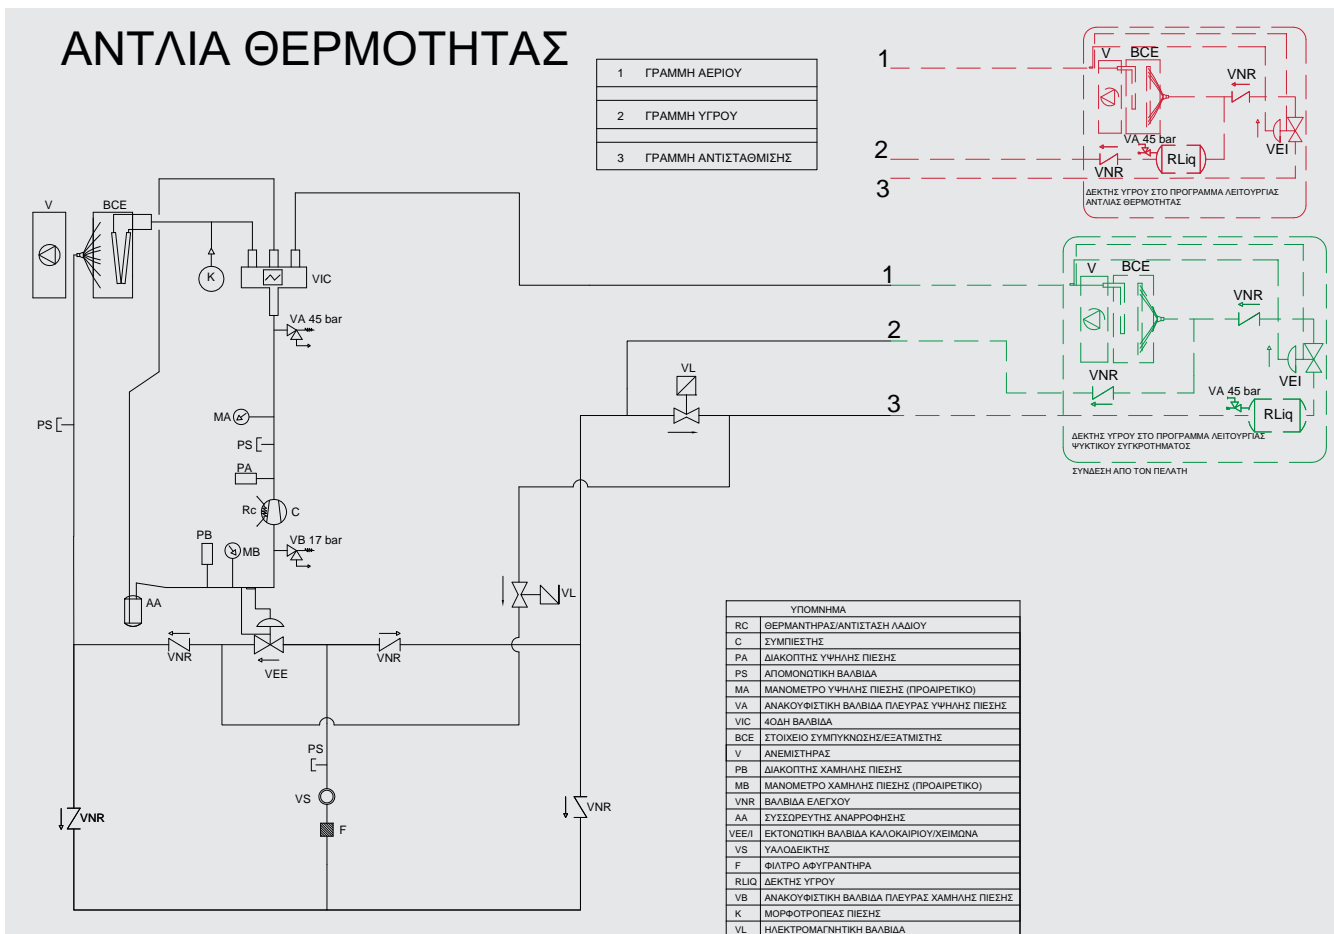 ΑΝΤΛΙΑ ΘΕΡΜΟΤΗΤΑΣ
1 ΓΡΑΜΜΗ ΑΕΡΙΟΥ
2 ΓΡΑΜΜΗ ΥΓΡΟΥ
3 ΓΡΑΜΜΗ ΑΝΤΙΣΤΑΘΜΙΣΗΣ
1
2
3
V
BCE
VNR
VA 45 bar
RLiq
VEI
VNR
ΔΕΚΤΗΣ ΥΓΡΟΥ ΣΤΟ ΠΡΟΓΡΑΜΜΑ ΛΕΙΤΟΥΡΓΙΑΣ
ΑΝΤΛΙΑΣ ΘΕΡΜΟΤΗΤΑΣ
1
2
3
V
BCE
VNR
VNR
VEI
VA 45 bar
RLiq
ΔΕΚΤΗΣ ΥΓΡΟΥ ΣΤΟ ΠΡΟΓΡΑΜΜΑ ΛΕΙΤΟΥΡΓΙΑΣ
ΨΥΚΤΙΚΟΥ ΣΥΓΚΡΟΤΗΜΑΤΟΣ
ΣΥΝΔΕΣΗ ΑΠΟ ΤΟΝ ΠΕΛΑΤΗ
V
BCE
K
VIC
VA 45 bar
VL
MA
PS
PS
PA
Rc
C
PB
MB
VB 17 bar
AA
VL
VNR
VEE
VNR
PS
VS
F
VNR
VNR
ΥΠΟΜΝΗΜΑ
RC ΘΕΡΜΑΝΤΗΡΑΣ/ΑΝΤΙΣΤΑΣΗ ΛΑΔΙΟΥ
C ΣΥΜΠΙΕΣΤΗΣ
PA ΔΙΑΚΟΠΤΗΣ ΥΨΗΛΗΣ ΠΙΕΣΗΣ
PS ΑΠΟΜΟΝΩΤΙΚΗ ΒΑΛΒΙΔΑ
MA ΜΑΝΟΜΕΤΡΟ ΥΨΗΛΗΣ ΠΙΕΣΗΣ (ΠΡΟΑΙΡΕΤΙΚΟ)
VA ΑΝΑΚΟΥΦΙΣΤΙΚΗ ΒΑΛΒΙΔΑ ΠΛΕΥΡΑΣ ΥΨΗΛΗΣ ΠΙΕΣΗΣ
VIC 4ΟΔΗ ΒΑΛΒΙΔΑ
BCE ΣΤΟΙΧΕΙΟ ΣΥΜΠΥΚΝΩΣΗΣ/ΕΞΑΤΜΙΣΤΗΣ
V ΑΝΕΜΙΣΤΗΡΑΣ
PB ΔΙΑΚΟΠΤΗΣ ΧΑΜΗΛΗΣ ΠΙΕΣΗΣ
MB ΜΑΝΟΜΕΤΡΟ ΧΑΜΗΛΗΣ ΠΙΕΣΗΣ (ΠΡΟΑΙΡΕΤΙΚΟ)
VNR ΒΑΛΒΙΔΑ ΕΛΕΓΧΟΥ
AA ΣΥΣΣΩΡΕΥΤΗΣ ΑΝΑΡΡΟΦΗΣΗΣ
VEE/I ΕΚΤΟΝΩΤΙΚΗ ΒΑΛΒΙΔΑ ΚΑΛΟΚΑΙΡΙΟΥ/ΧΕΙΜΩΝΑ
VS ΥΑΛΟΔΕΙΚΤΗΣ
F ΦΙΛΤΡΟ ΑΦΥΓΡΑΝΤΗΡΑ
RLIQ ΔΕΚΤΗΣ ΥΓΡΟΥ
VB ΑΝΑΚΟΥΦΙΣΤΙΚΗ ΒΑΛΒΙΔΑ ΠΛΕΥΡΑΣ ΧΑΜΗΛΗΣ ΠΙΕΣΗΣ
K ΜΟΡΦΟΤΡΟΠΕΑΣ ΠΙΕΣΗΣ
VL ΗΛΕΚΤΡΟΜΑΓΝΗΤΙΚΗ ΒΑΛΒΙΔΑ